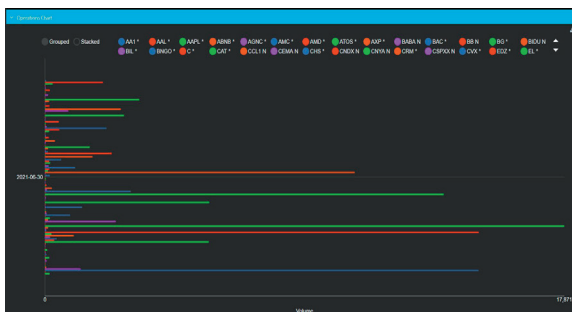 Operations Chart
Grouped Stacked AA1 * AAL * AAPL * ABNB * AGNC * AMC * AMD * ATOS * AXP * BABA N BAC * BB N BG * BIDU N
BIL * BNGO * C * CAT * CCL1 N CEMA N CHS * CNDX N CNYA N CRM * CSPXX N CVX * EDZ * EL *
2021-06-30
0 17,871
Volume